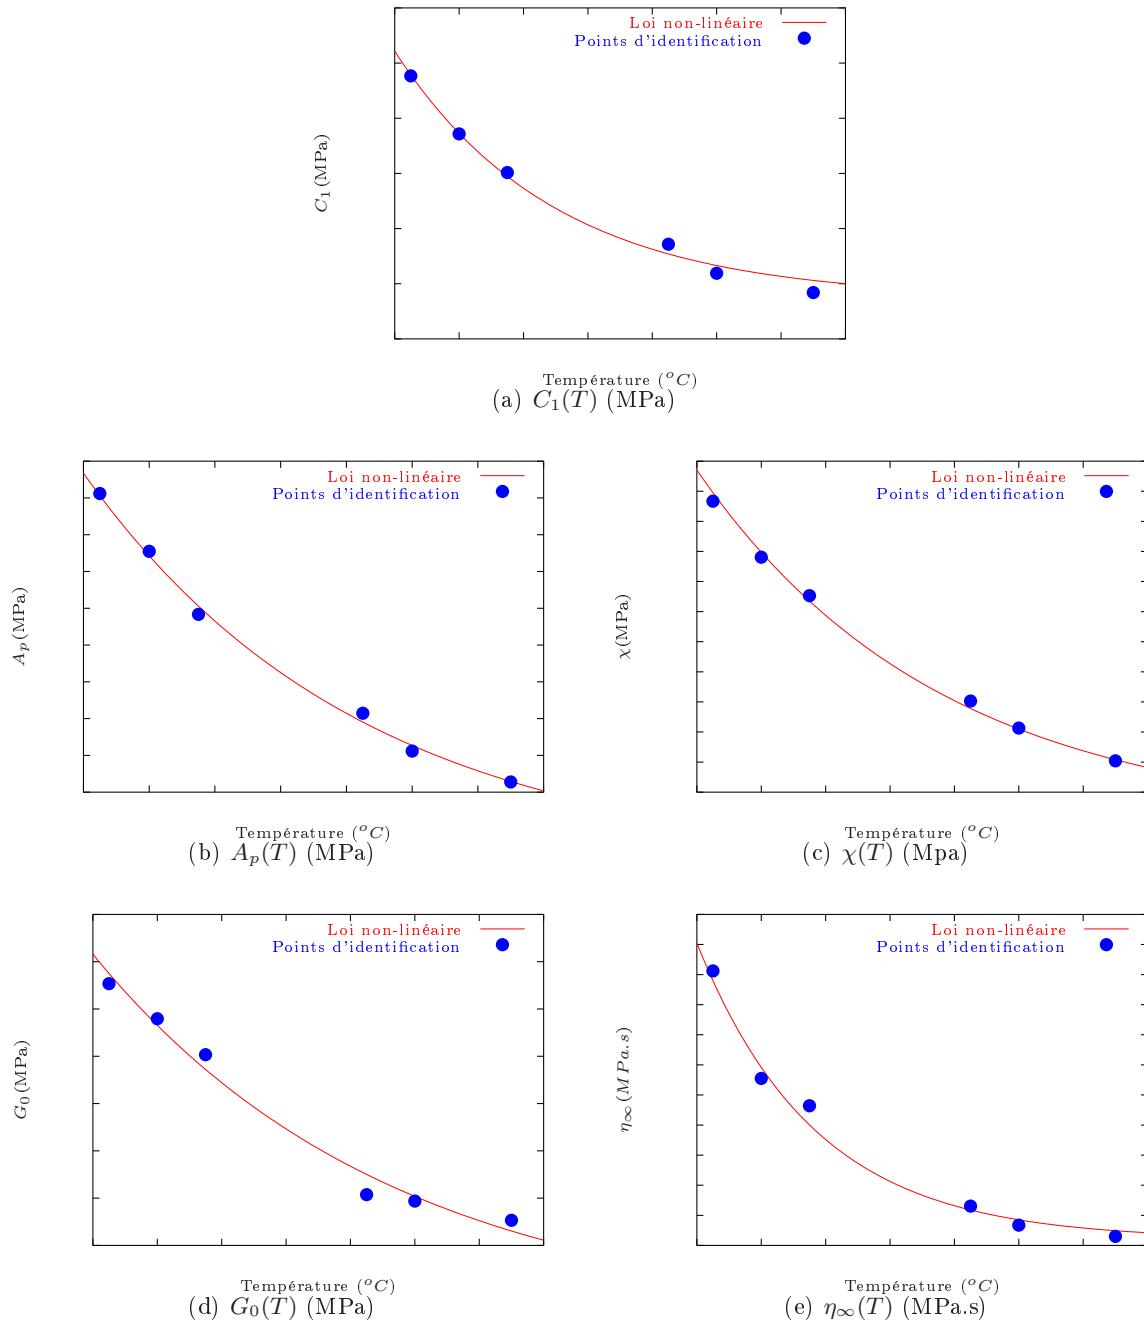 Loi non-linéaire
Points d'identification
C₁(MPa)
Température (°C)
(a) C₁(T) (MPa)
Loi non-linéaire
Points d'identification
Aₚ(MPa)
Température (°C)
(b) Aₚ(T) (MPa)
Loi non-linéaire
Points d'identification
χ(MPa)
Température (°C)
(c) χ(T) (Mpa)
Loi non-linéaire
Points d'identification
G₀(MPa)
Température (°C)
(d) G₀(T) (MPa)
Loi non-linéaire
Points d'identification
η∞(MPa.s)
Température (°C)
(e) η∞(T) (MPa.s)